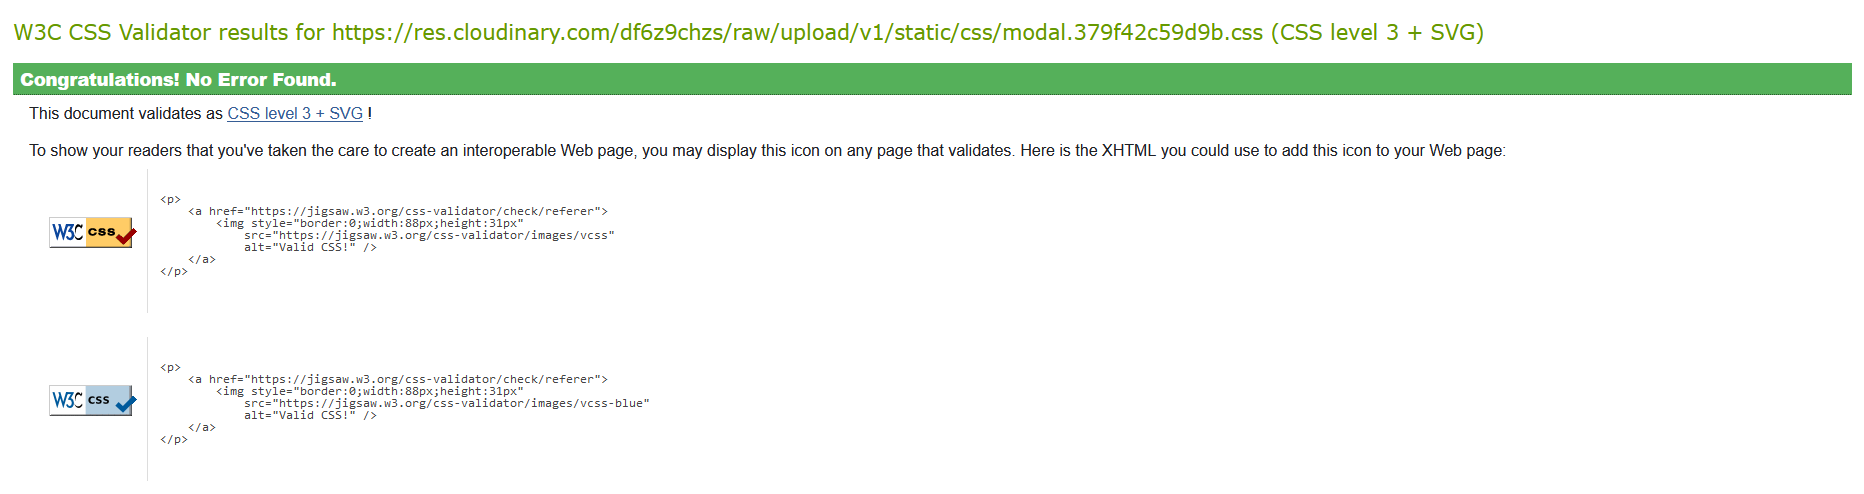 W3C CSS Validator results for https://res.cloudinary.com/df6z9chzs/raw/upload/v1/static/css/modal.379f42c59d9b.css (CSS level 3 + SVG)
Congratulations! No Error Found.
This document validates as CSS level 3 + SVG !
To show your readers that you've taken the care to create an interoperable Web page, you may display this icon on any page that validates. Here is the XHTML you could use to add this icon to your Web page:
W3C css
<p>
<a href="https://jigsaw.w3.org/css-validator/check/referer">
<img style="border:0;width:88px;height:31px"
src="https://jigsaw.w3.org/css-validator/images/vcss"
alt="Valid CSS!" />
</a>
</p>
W3C css
<p>
<a href="https://jigsaw.w3.org/css-validator/check/referer">
<img style="border:0;width:88px;height:31px"
src="https://jigsaw.w3.org/css-validator/images/vcss-blue"
alt="Valid CSS!" />
</a>
</p>